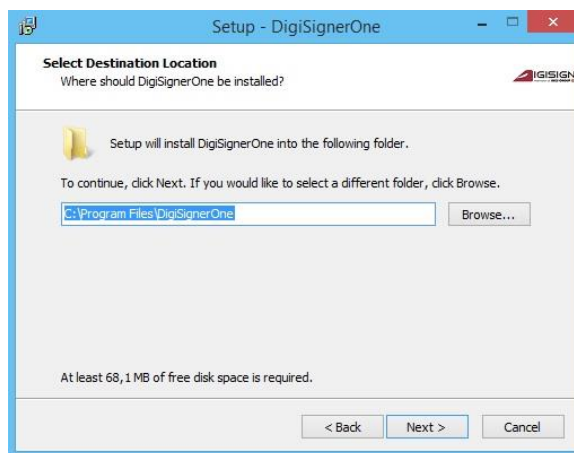 Setup - DigiSignerOne
Select Destination Location
Where should DigiSignerOne be installed?
IGISIGN
Setup will install DigiSignerOne into the following folder.
To continue, click Next. If you would like to select a different folder, click Browse.
C:\Program Files\DigiSignerOne
Browse...
At least 68,1 MB of free disk space is required.
< Back
Next >
Cancel